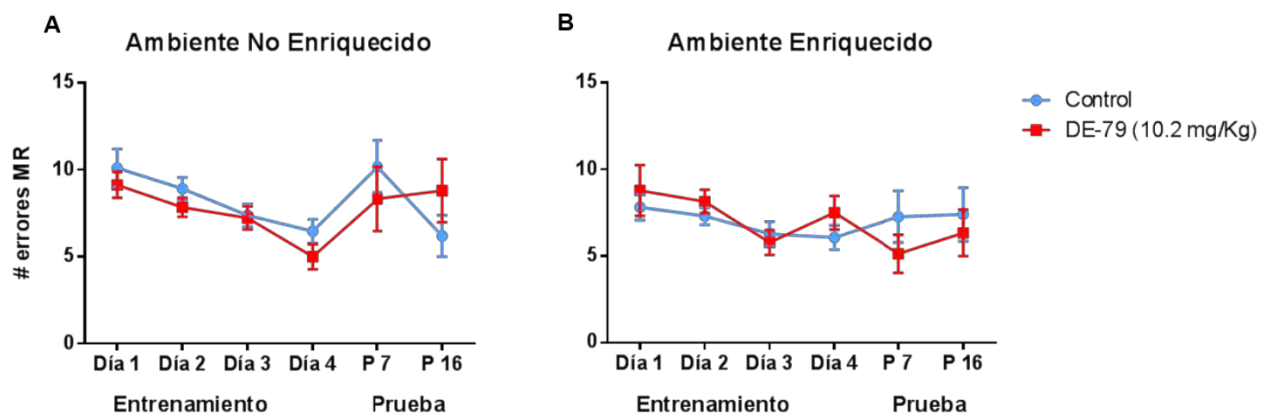 A
Ambiente No Enriquecido
# errores MR
15
10
5
0
Día 1 Día 2 Día 3 Día 4 P 7 P 16
Entrenamiento Prueba
B
Ambiente Enriquecido
15
10
5
0
Día 1 Día 2 Día 3 Día 4 P 7 P 16
Entrenamiento Prueba
Control
DE-79 (10.2 mg/Kg)